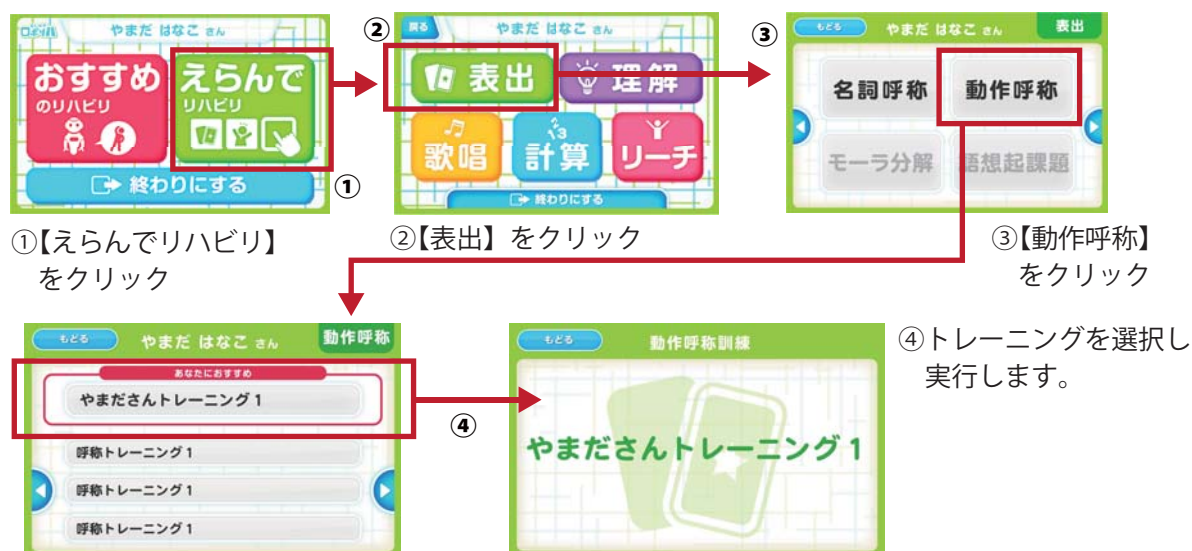 ロボリハ
やまだ はなこ さん
おすすめ
のリハビリ
えらんで
リハビリ
終わりにする
①
②
戻る
やまだ はなこ さん
表出
理解
歌唱
123
計算
リーチ
終わりにする
③
もどる
やまだ はなこ さん
表出
名詞呼称
動作呼称
モーラ分解
語想起課題
①【えらんでリハビリ】
をクリック
②【表出】をクリック
③【動作呼称】
をクリック
もどる
やまだ はなこ さん
動作呼称
あなたにおすすめ
やまださんトレーニング1
呼称トレーニング1
呼称トレーニング1
呼称トレーニング1
④
もどる
動作呼称訓練
やまださんトレーニング1
④トレーニングを選択し
実行します。